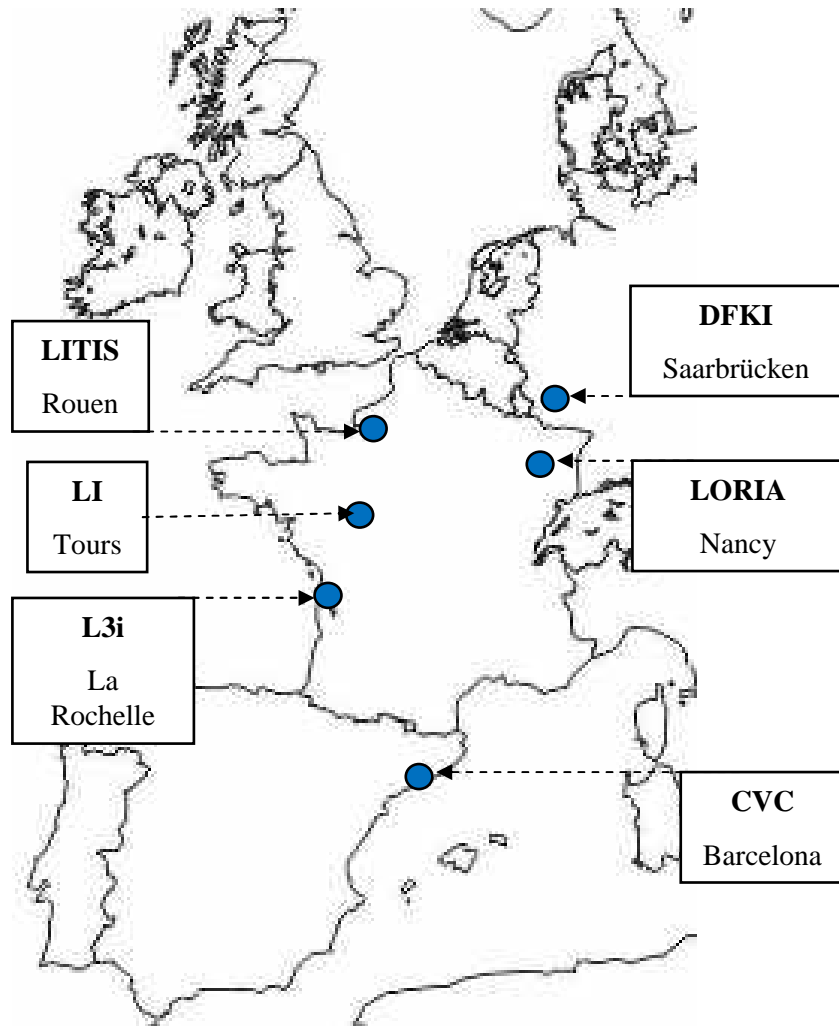 LITIS
Rouen
LI
Tours
L3i
La
Rochelle
DFKI
Saarbrücken
LORIA
Nancy
CVC
Barcelona